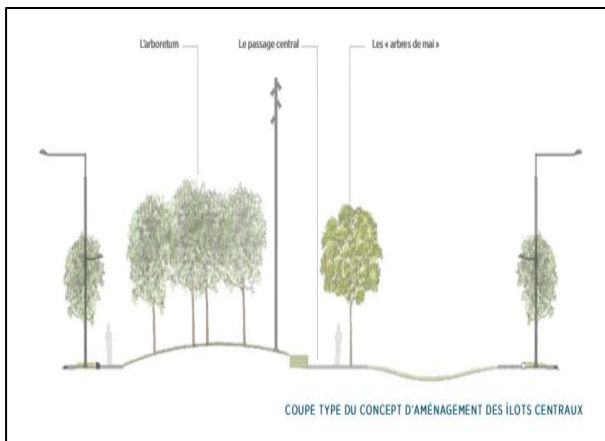 L'arboretum
Le passage central
Les « arbres de mai »
COUPE TYPE DU CONCEPT D'AMÉNAGEMENT DES ÎLOTS CENTRAUX